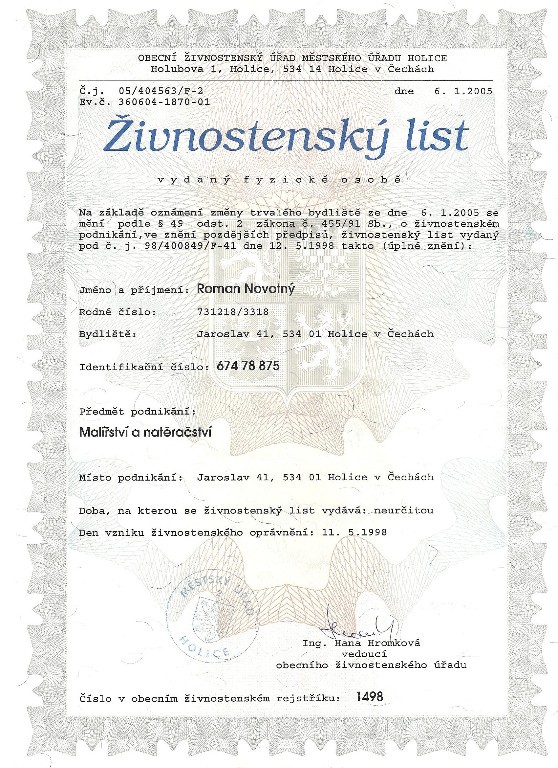 OBECNÍ ŽIVNOSTENSKÝ ÚŘAD MĚSTSKÉHO ÚŘADU HOLICE
Holubova 1, Holice, 534 14 Holice v Čechách
Č.j. 05/404563/F-2 dne 6. 1.2005
Ev.č. 360604-1870-01
Živnostenský list
vydaný fyzické osobě
Na základě oznámení změny trvalého bydliště ze dne 6. 1.2005 se
mění podle § 49 odst. 2 zákona č. 455/91 Sb., o živnostenském
podnikání,ve znění pozdějších předpisů, živnostenský list vydaný
pod č. j. 98/400849/F-41 dne 12. 5.1998 takto (úplné znění):
Jméno a příjmení: Roman Novotný
Rodné číslo: 731218/3318
Bydliště: Jaroslav 41, 534 01 Holice v Čechách
Identifikační číslo: 674 78 875
Předmět podnikání:
Malířství a natěračství
Místo podnikání: Jaroslav 41, 534 01 Holice v Čechách
Doba, na kterou se živnostenský list vydává: neurčitou
Den vzniku živnostenského oprávnění: 11. 5.1998
MĚSTSKÝ ÚŘAD
HOLICE
Ing. Hana Hromková
vedoucí
obecního živnostenského úřadu
Číslo v obecním živnostenském rejstříku: 1498